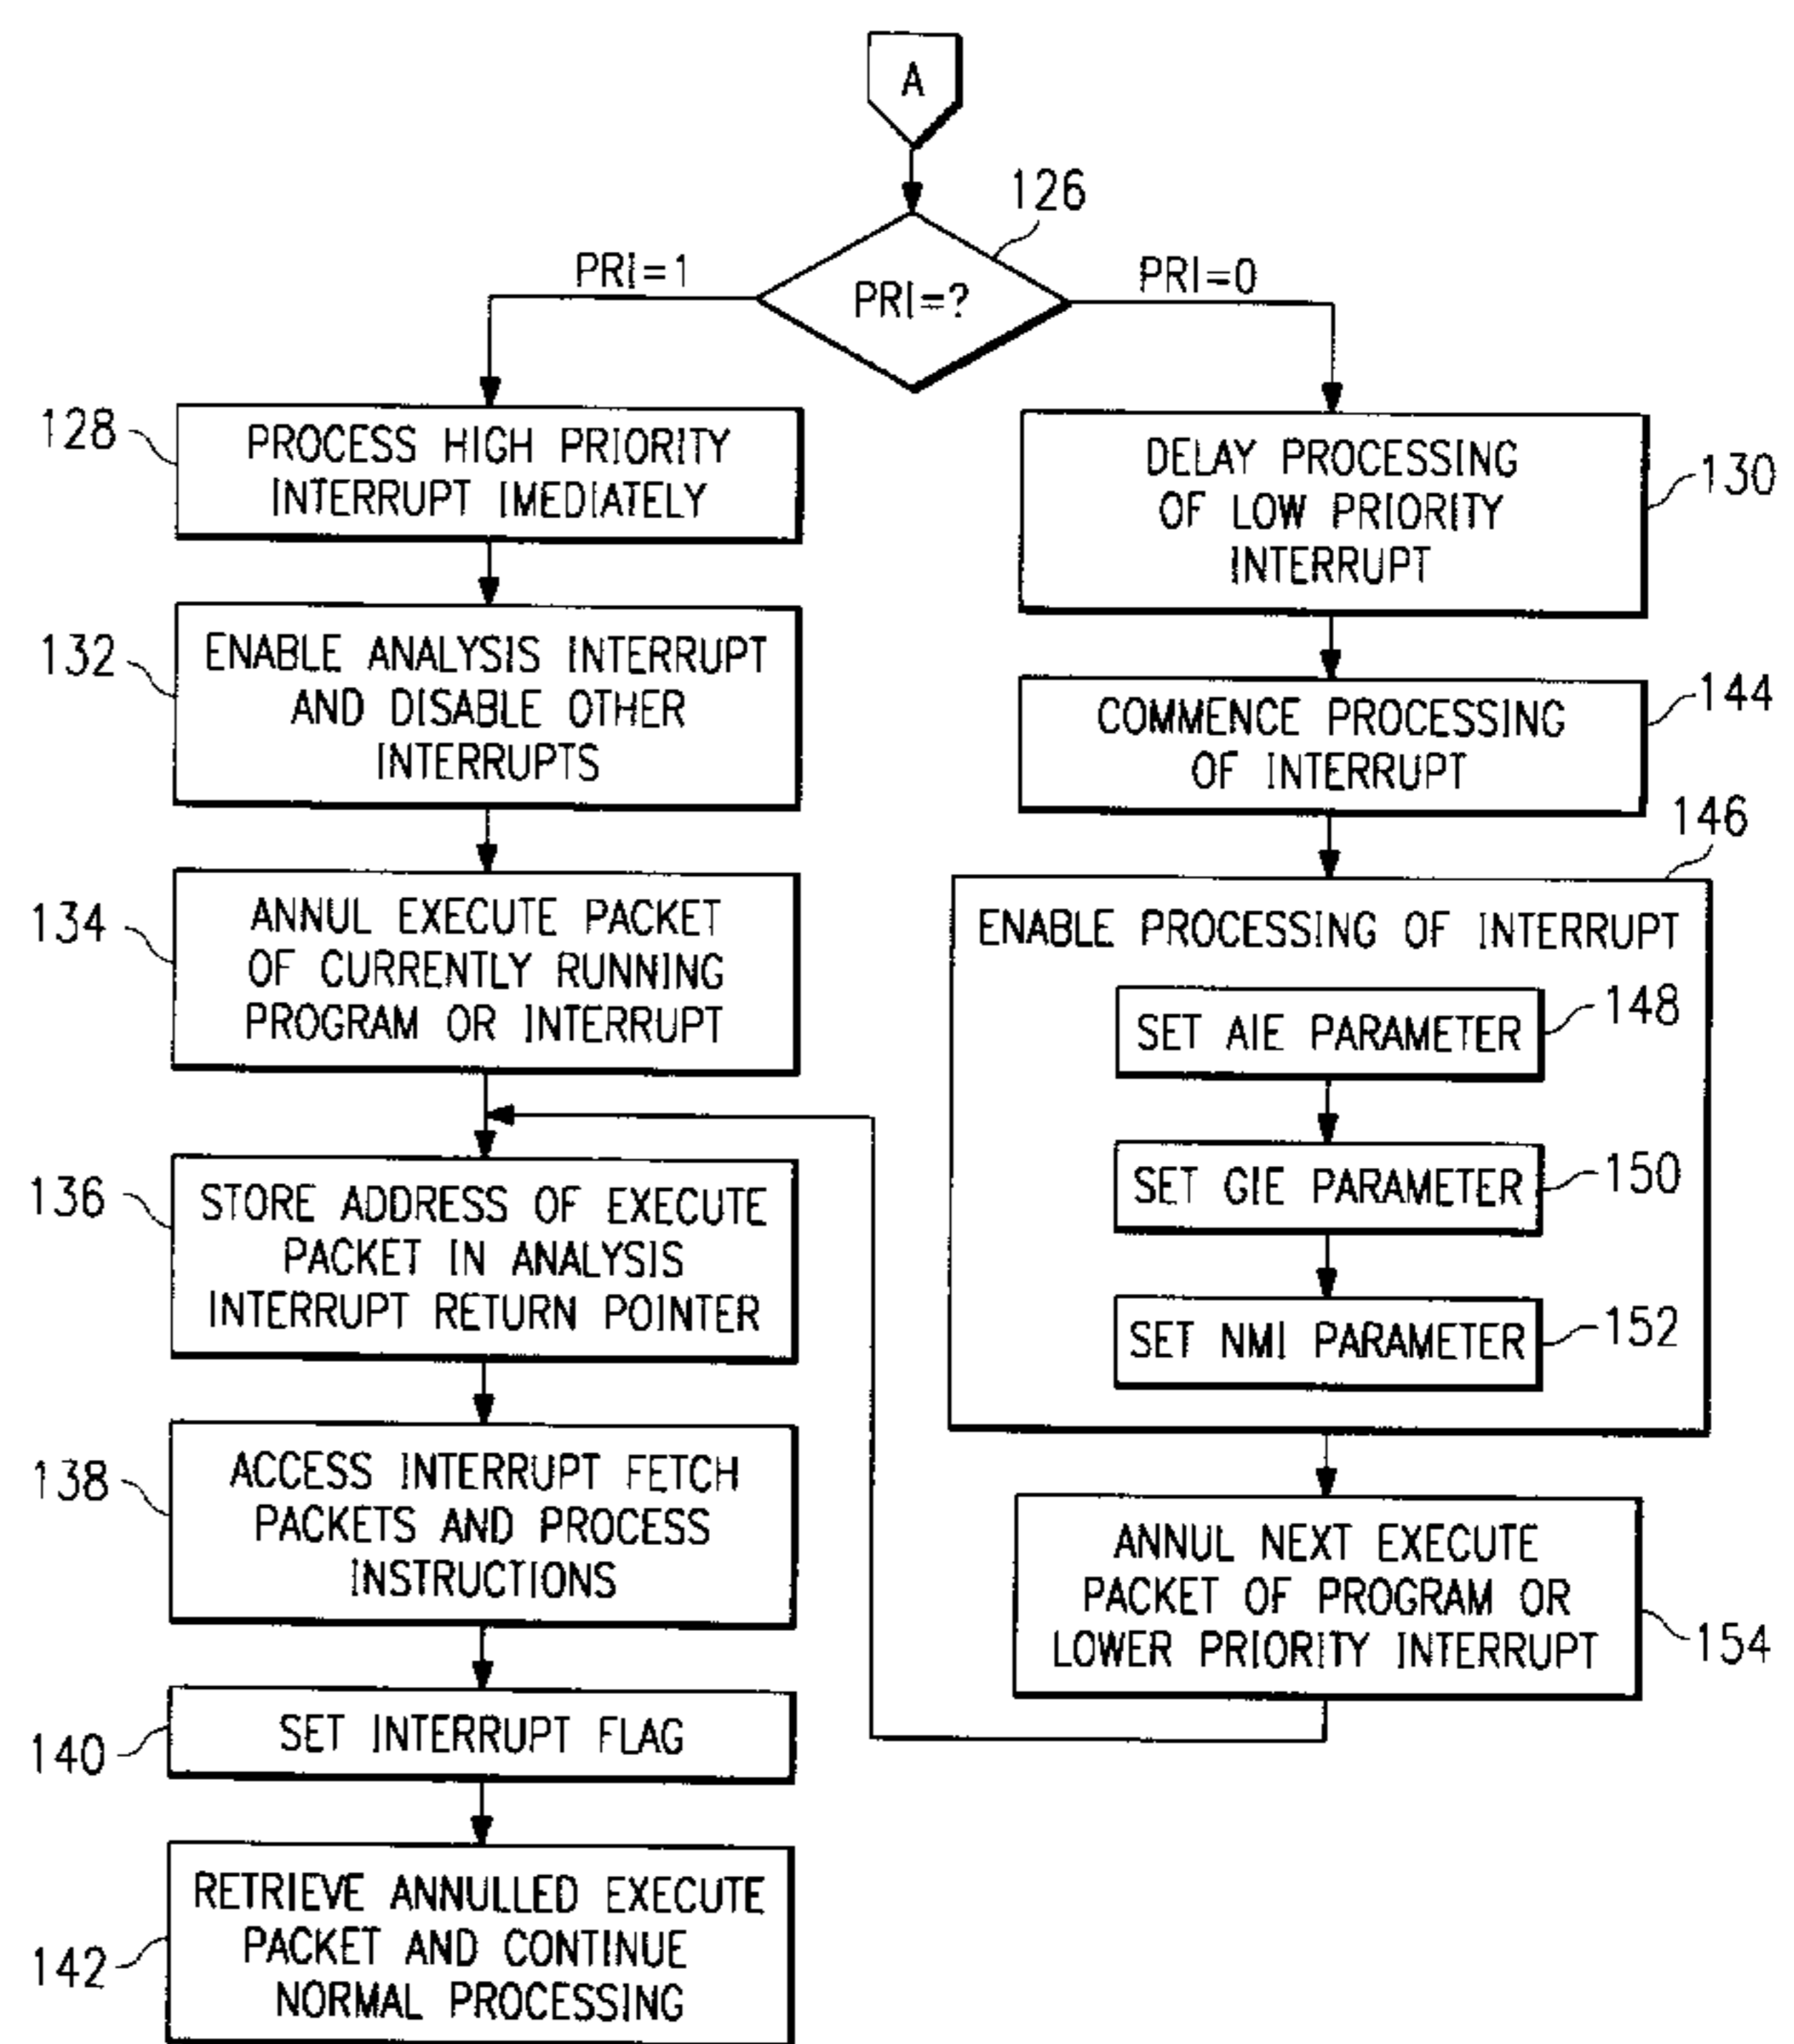 A
126
PRI=1
PRI=?
PRI=0
128
PROCESS HIGH PRIORITY
INTERRUPT IMEDIATELY
132
ENABLE ANALYSIS INTERRUPT
AND DISABLE OTHER
INTERRUPTS
134
ANNUL EXECUTE PACKET
OF CURRENTLY RUNNING
PROGRAM OR INTERRUPT
136
STORE ADDRESS OF EXECUTE
PACKET IN ANALYSIS
INTERRUPT RETURN POINTER
138
ACCESS INTERRUPT FETCH
PACKETS AND PROCESS
INSTRUCTIONS
140
SET INTERRUPT FLAG
142
RETRIEVE ANNULLED EXECUTE
PACKET AND CONTINUE
NORMAL PROCESSING
DELAY PROCESSING
OF LOW PRIORITY
INTERRUPT
130
COMMENCE PROCESSING
OF INTERRUPT
144
146
ENABLE PROCESSING OF INTERRUPT
SET AIE PARAMETER
148
SET GIE PARAMETER
150
SET NMI PARAMETER
152
ANNUL NEXT EXECUTE
PACKET OF PROGRAM OR
LOWER PRIORITY INTERRUPT
154